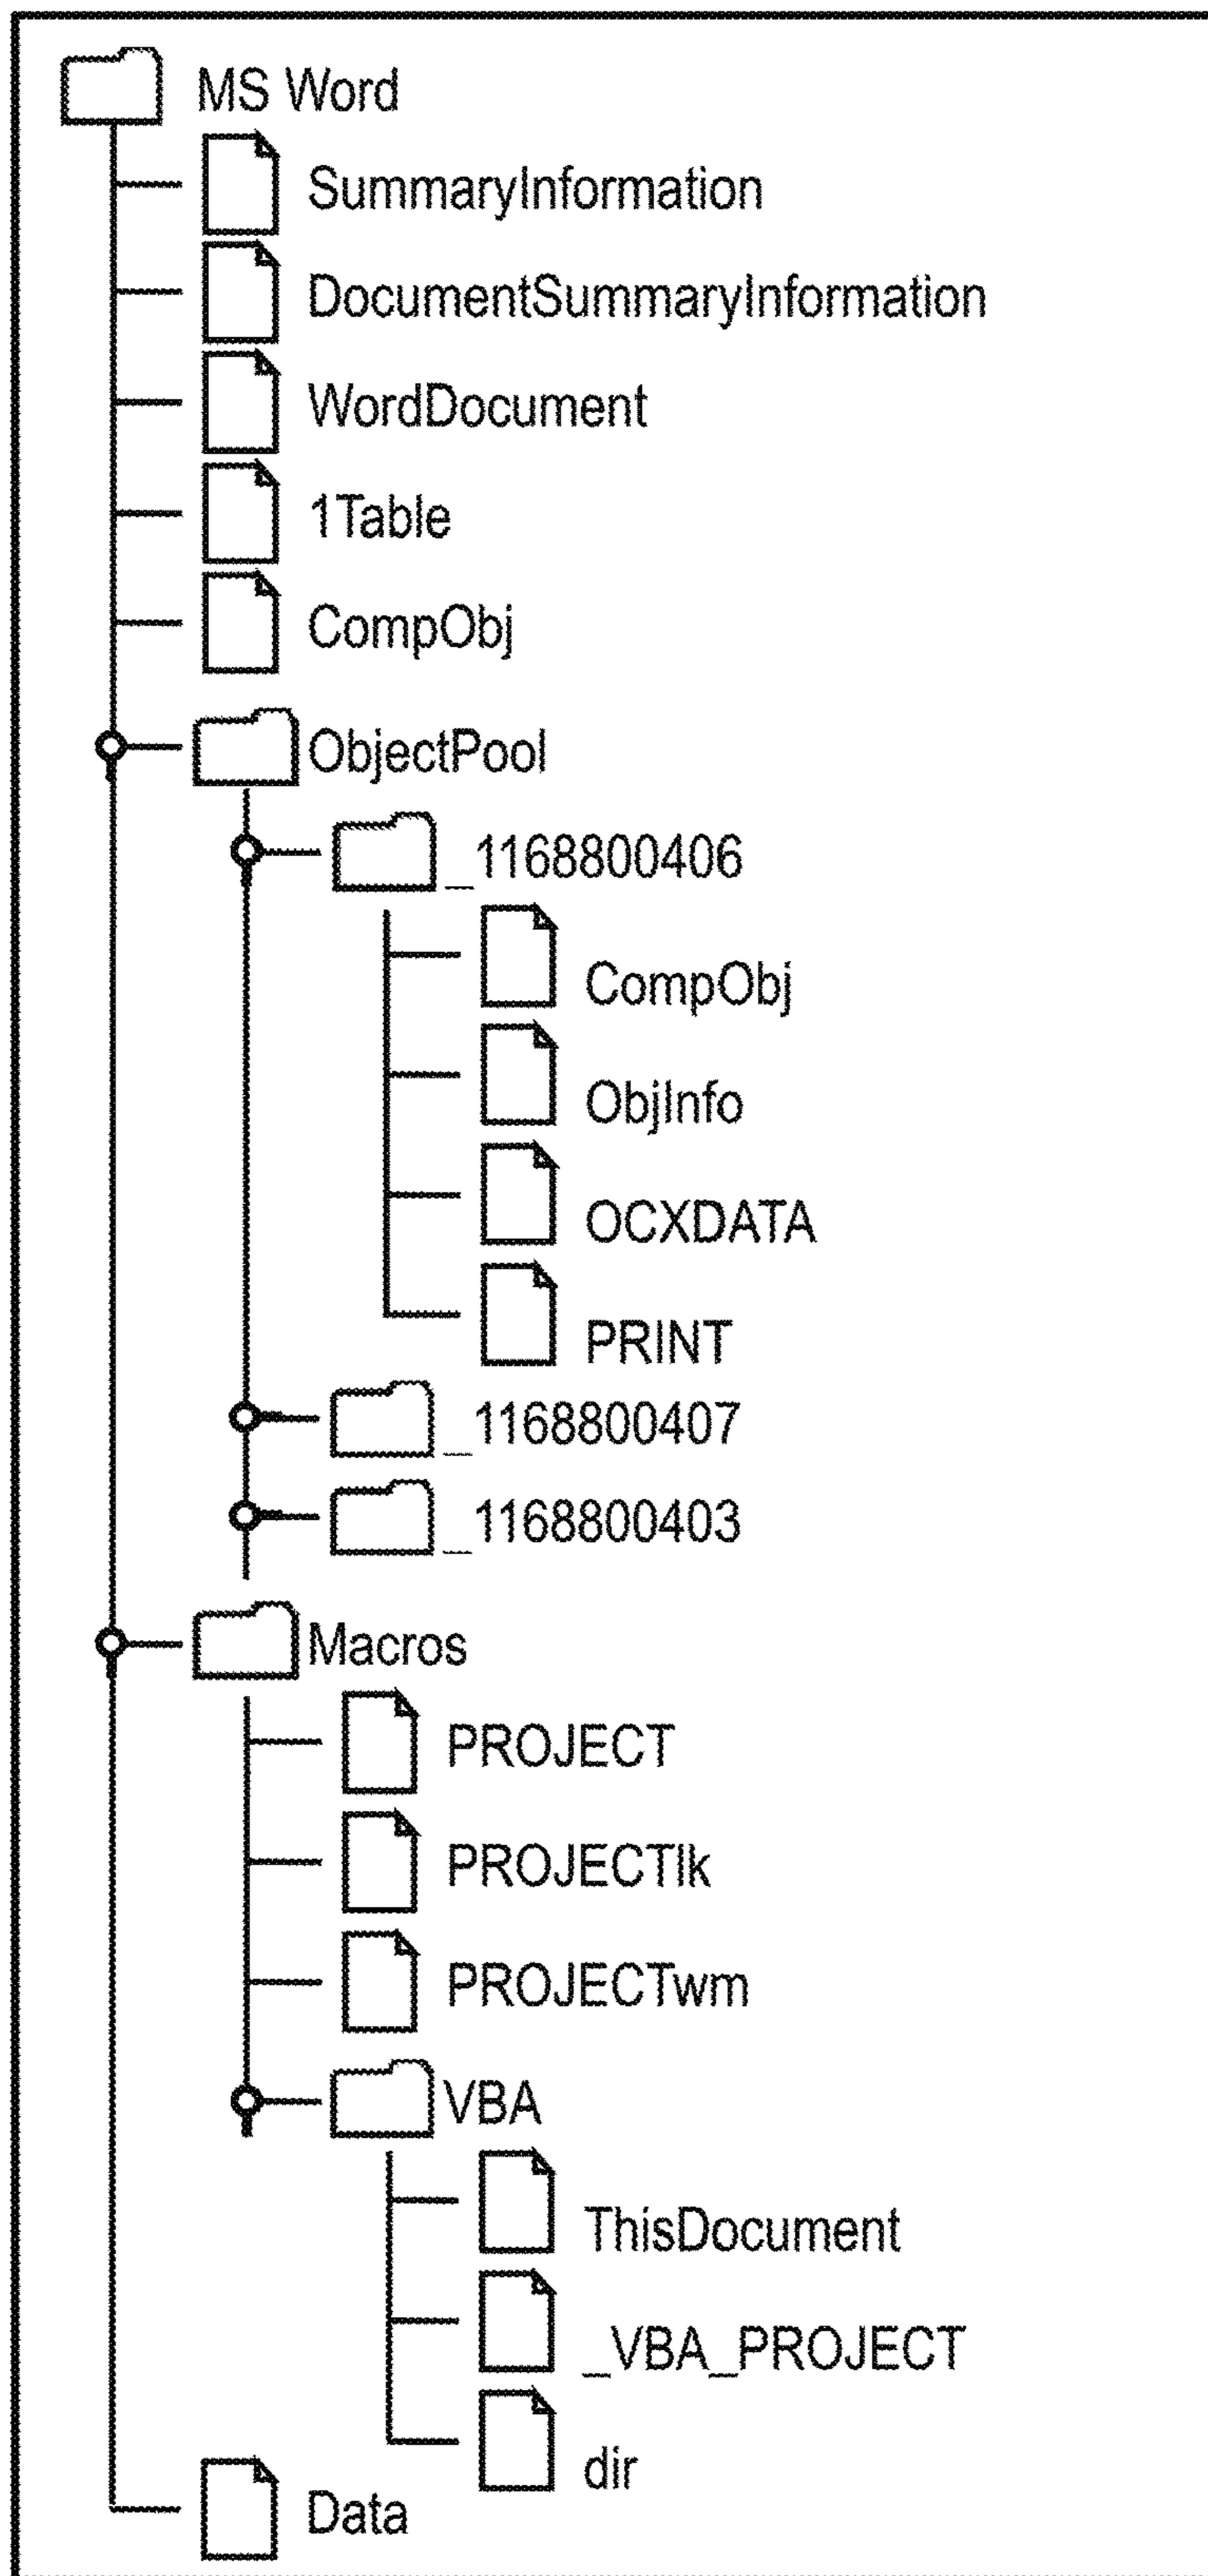 MS Word
SummaryInformation
DocumentSummaryInformation
WordDocument
1Table
CompObj
ObjectPool
_1168800406
CompObj
ObjInfo
OCXDATA
PRINT
_1168800407
_1168800403
Macros
PROJECT
PROJECTlk
PROJECTwm
VBA
ThisDocument
_VBA_PROJECT
dir
Data